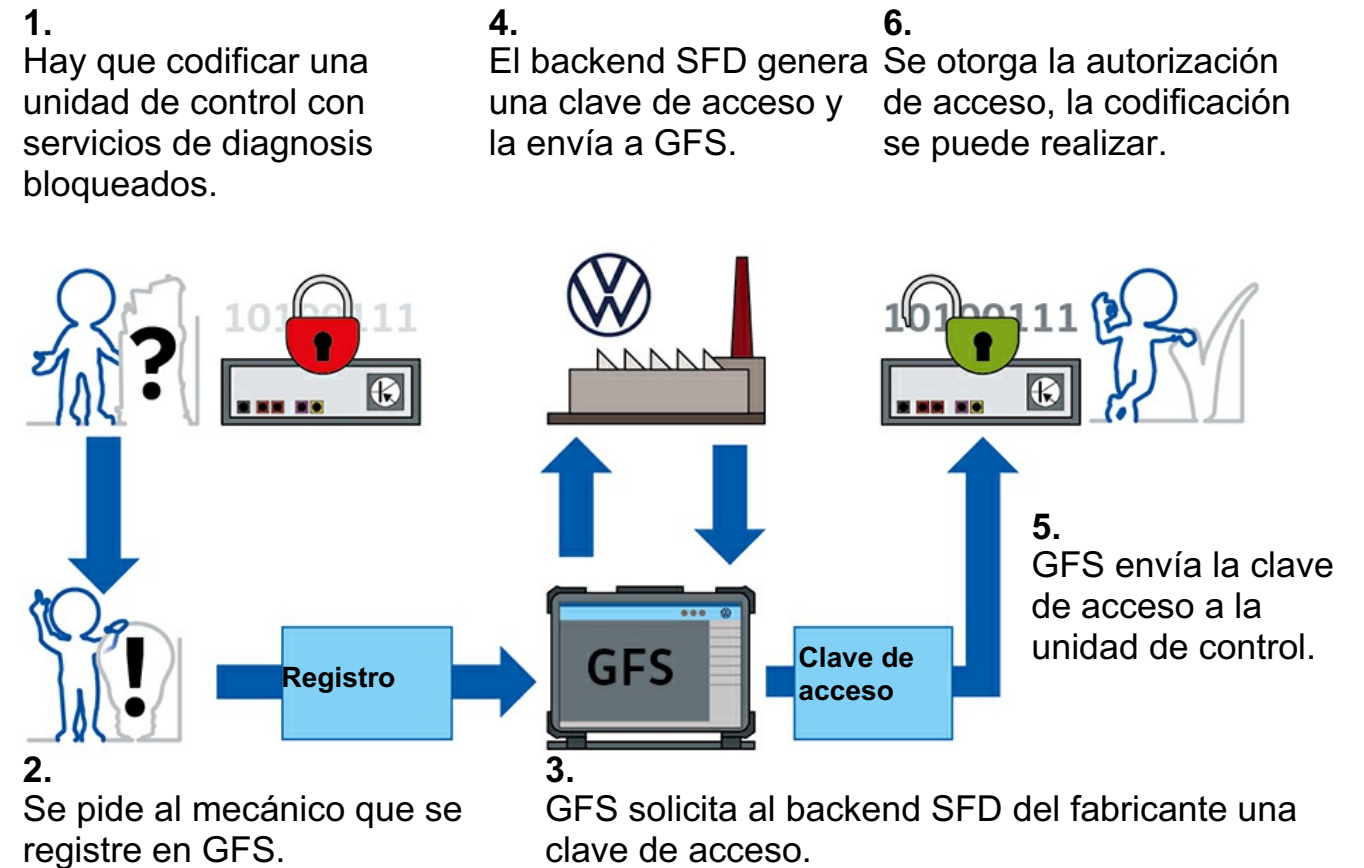 1.
Hay que codificar una
unidad de control con
servicios de diagnosis
bloqueados.
4.
El backend SFD genera
una clave de acceso y
la envía a GFS.
6.
Se otorga la autorización
de acceso, la codificación
se puede realizar.
?
10100111
VW
10100111
5.
GFS envía la clave
de acceso a la
unidad de control.
!
Registro
GFS
Clave de
acceso
2.
Se pide al mecánico que se
registre en GFS.
3.
GFS solicita al backend SFD del fabricante una
clave de acceso.